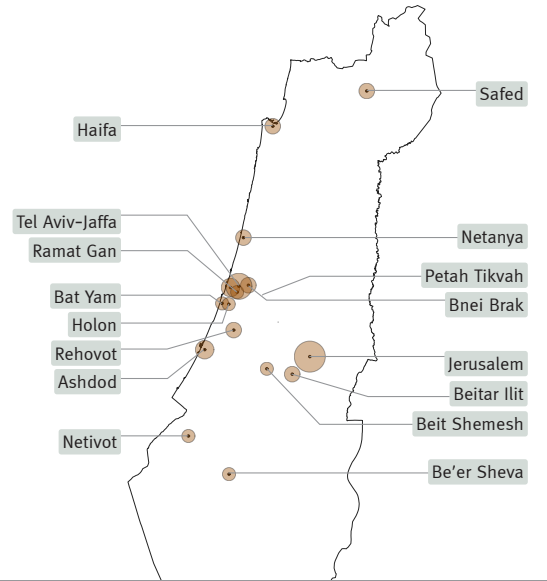 Safed
Haifa
Tel Aviv-Jaffa
Netanya
Ramat Gan
Petah Tikvah
Bat Yam
Bnei Brak
Holon
Rehovot
Jerusalem
Ashdod
Beitar Ilit
Beit Shemesh
Netivot
Be’er Sheva